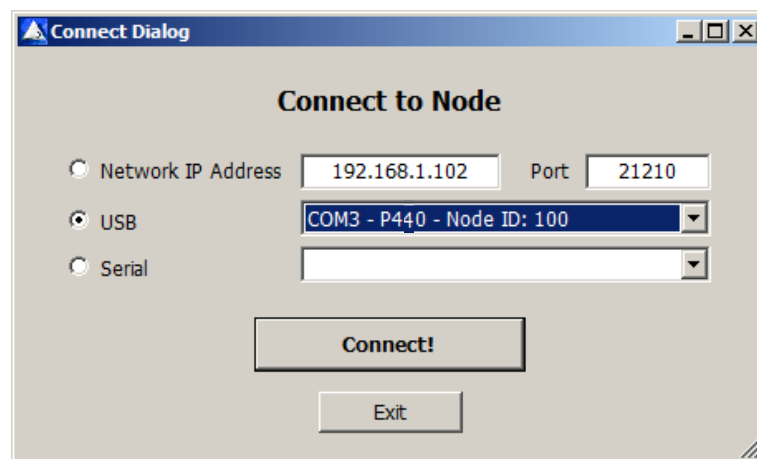 Connect Dialog
Connect to Node
Network IP Address 192.168.1.102 Port 21210
USB COM3 - P440 - Node ID: 100
Serial
Connect!
Exit